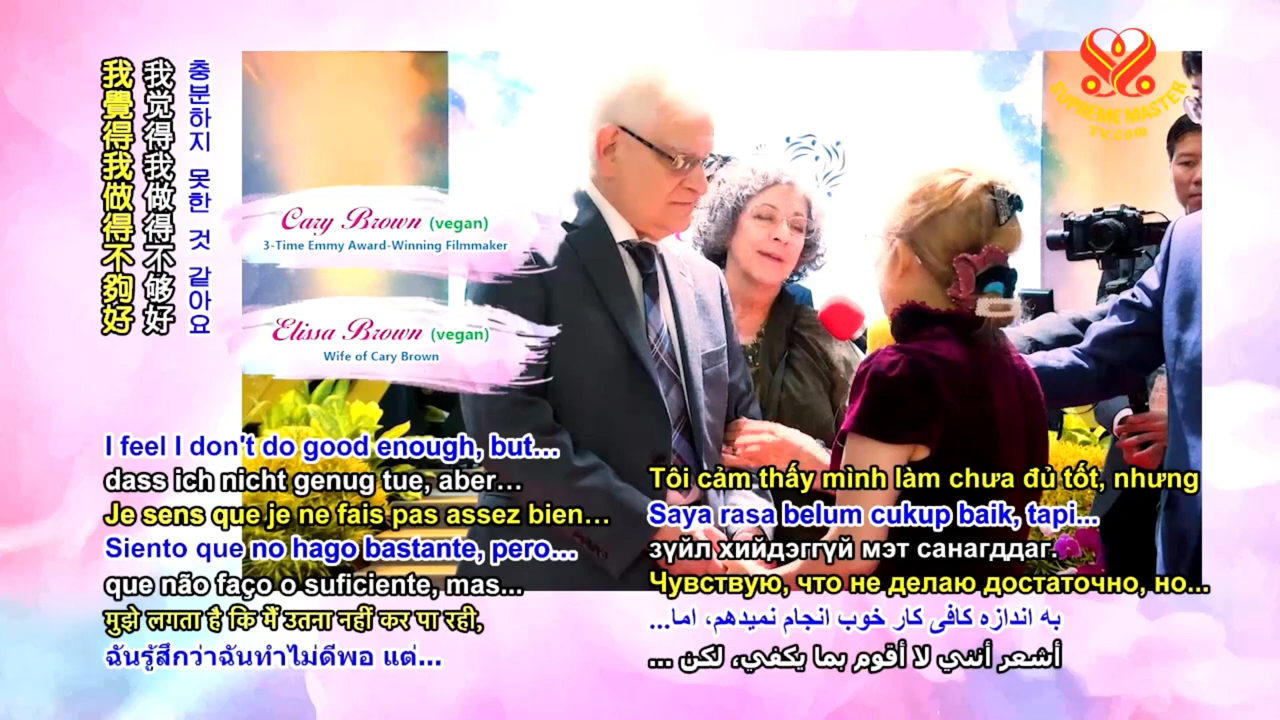 SUPREME MASTER
TV.com
我覺得我做得不夠好
我觉得我做得不够好
충분하지 못한 것 같아요
Cary Brown (vegan)
3-Time Emmy Award-Winning Filmmaker
Elissa Brown (vegan)
Wife of Cary Brown
I feel I don't do good enough, but...
dass ich nicht genug tue, aber...
Je sens que je ne fais pas assez bien...
Siento que no hago bastante, pero...
que não faço o suficiente, mas...
मुझे लगता है कि मैं उतना नहीं कर पा रही,
ฉันรู้สึกว่าฉันทำไม่ดีพอ แต่...
Tôi cảm thấy mình làm chưa đủ tốt, nhưng
Saya rasa belum cukup baik, tapi...
зүйл хийдэггүй мэт санагддаг.
Чувствую, что не делаю достаточно, но...
به اندازه کافی کار خوب انجام نمیدهم، اما...
أشعر أنني لا أقوم بما يكفي، لكن ...